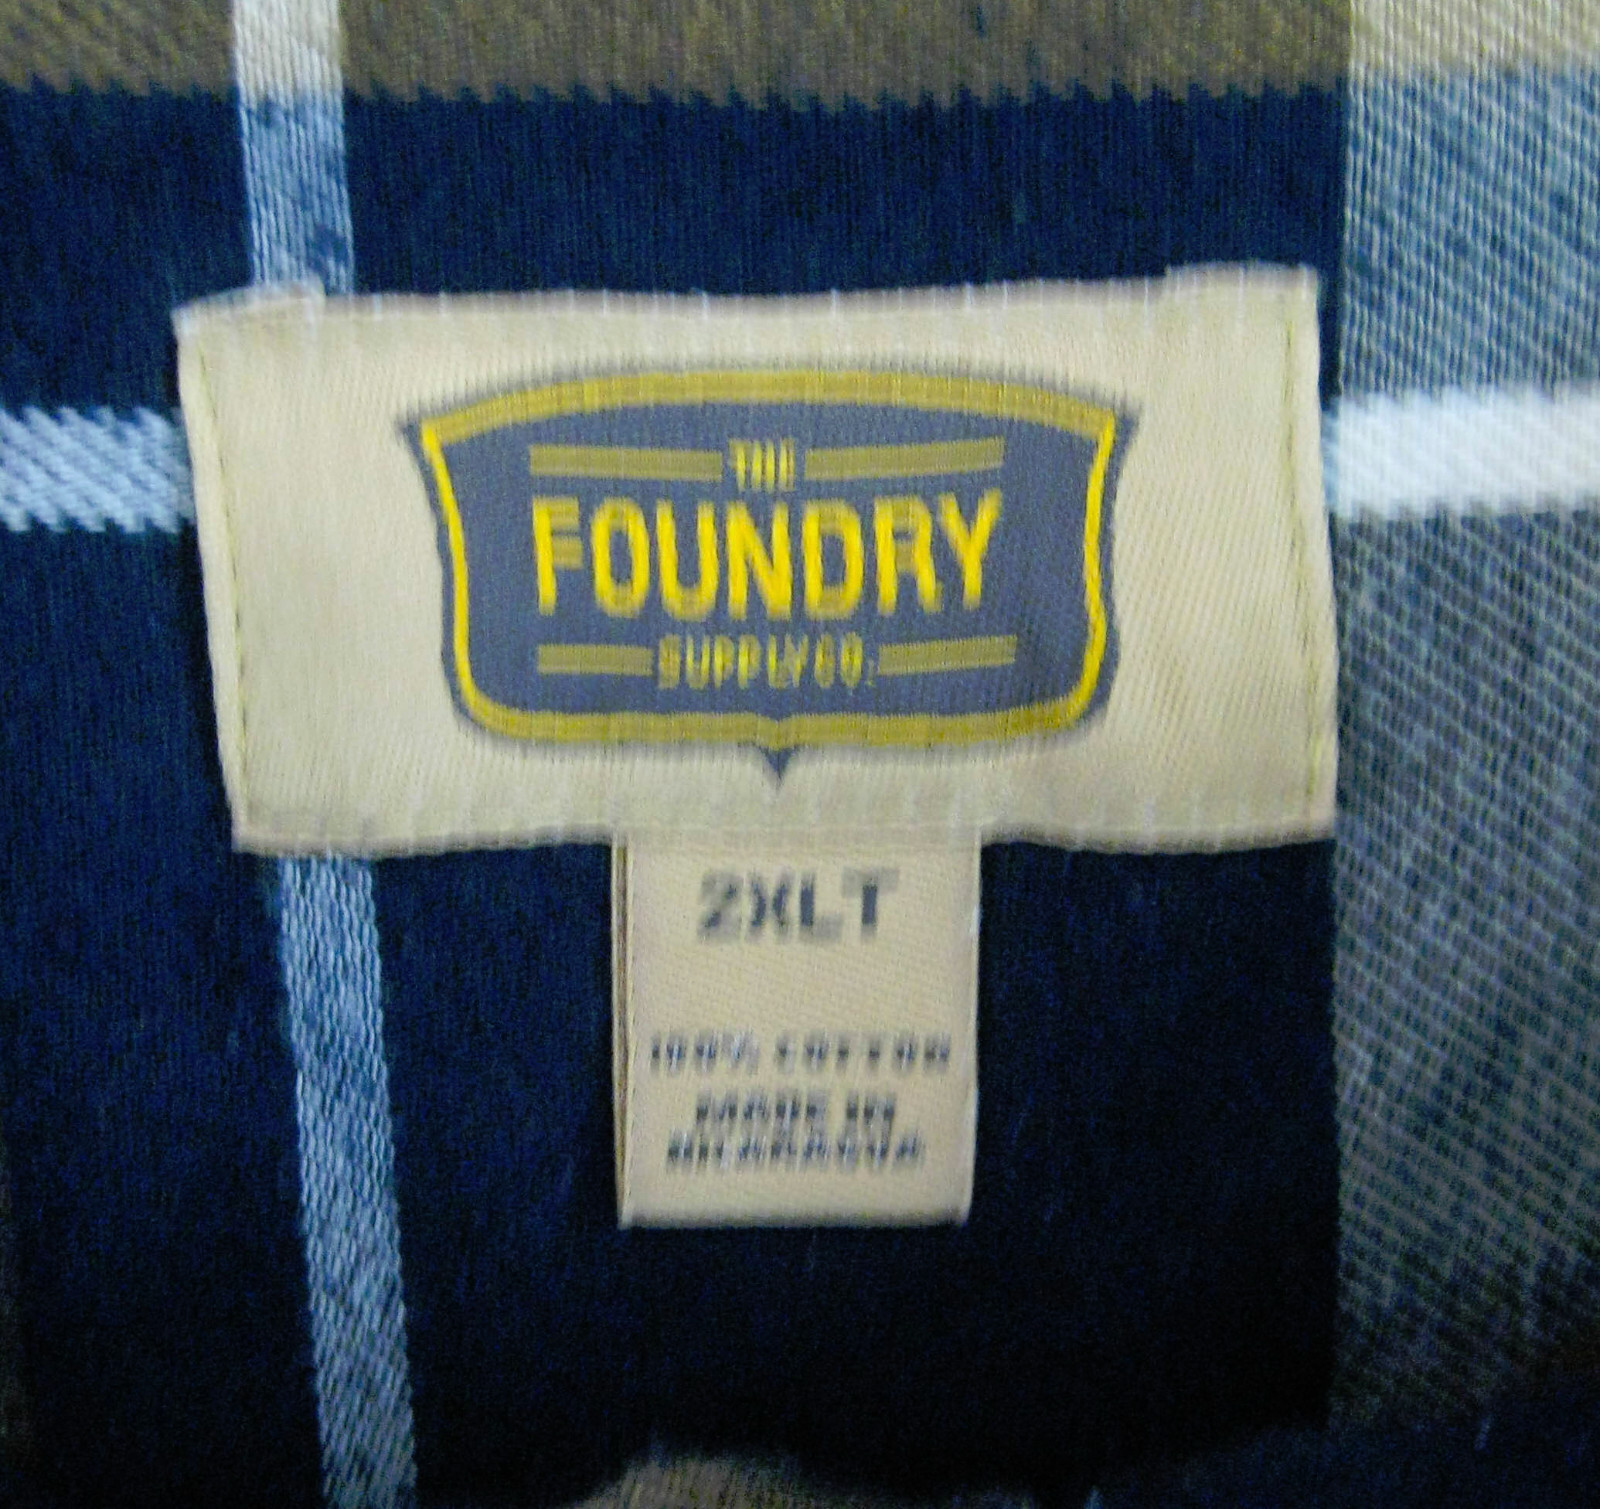 THE
FOUNDRY
SUPPLY CO.
2XLT
100% COTTON
MADE IN
NICARAGUA